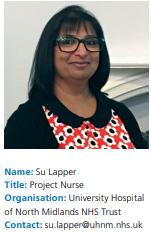 Name: Su Lapper
Title: Project Nurse
Organisation: University Hospital
of North Midlands NHS Trust
Contact: su.lapper@uhnm.nhs.uk